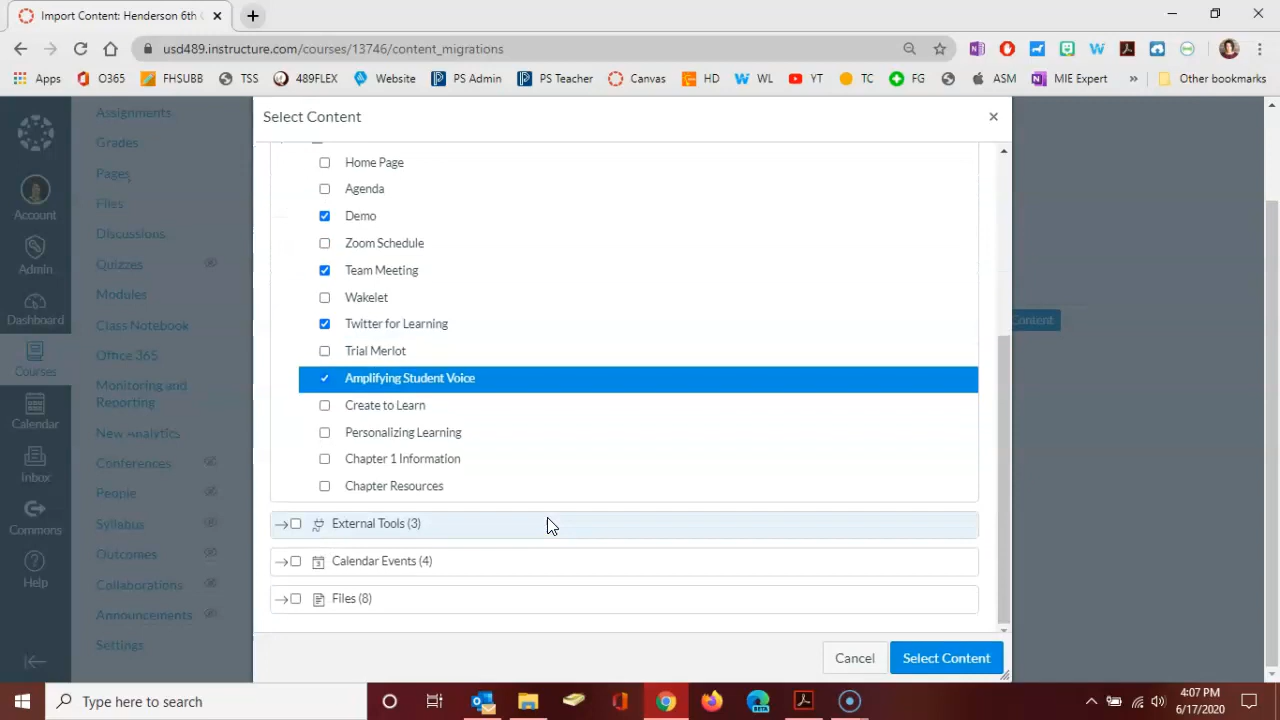 Import Content: Henderson 6th
usd489.instructure.com/courses/13746/content_migrations
Apps
O365
FHSUBB
TSS
489FLEX
Website
PS Admin
PS Teacher
Canvas
HD
WL
YT
TC
FG
ASM
MIE Expert
»
Other bookmarks
Account
Admin
Dashboard
Courses
Calendar
Inbox
Commons
Help
Assignments
Grades
Pages
Files
Discussions
Quizzes
Modules
Class Notebook
Office 365
Monitoring and
Reporting
New Analytics
Conferences
People
Syllabus
Outcomes
Collaborations
Announcements
Settings
Select Content
Home Page
Agenda
Demo
Zoom Schedule
Team Meeting
Wakelet
Twitter for Learning
Trial Merlot
Amplifying Student Voice
Create to Learn
Personalizing Learning
Chapter 1 Information
Chapter Resources
External Tools (3)
Calendar Events (4)
Files (8)
Cancel
Select Content
Content
Type here to search
BETA
4:07 PM
6/17/2020